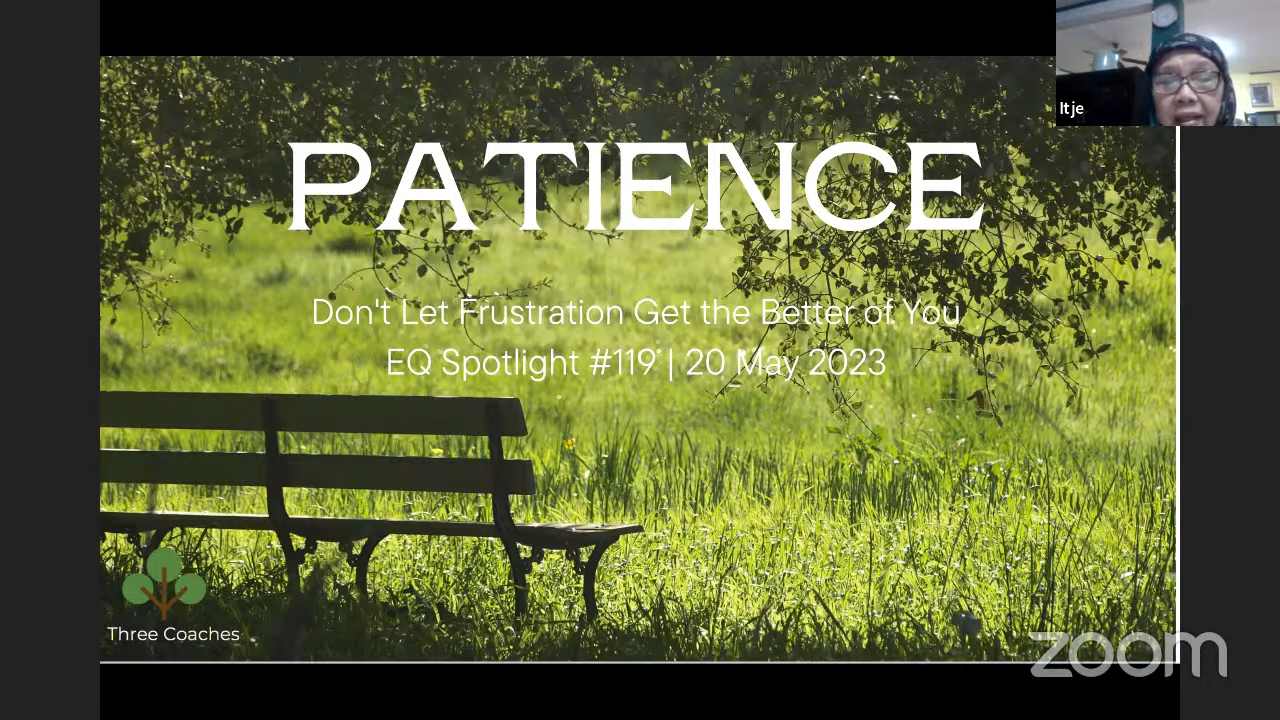 Itje
PATIENCE
Don't Let Frustration Get the Better of You
EQ Spotlight #119 | 20 May 2023
Three Coaches
zoom